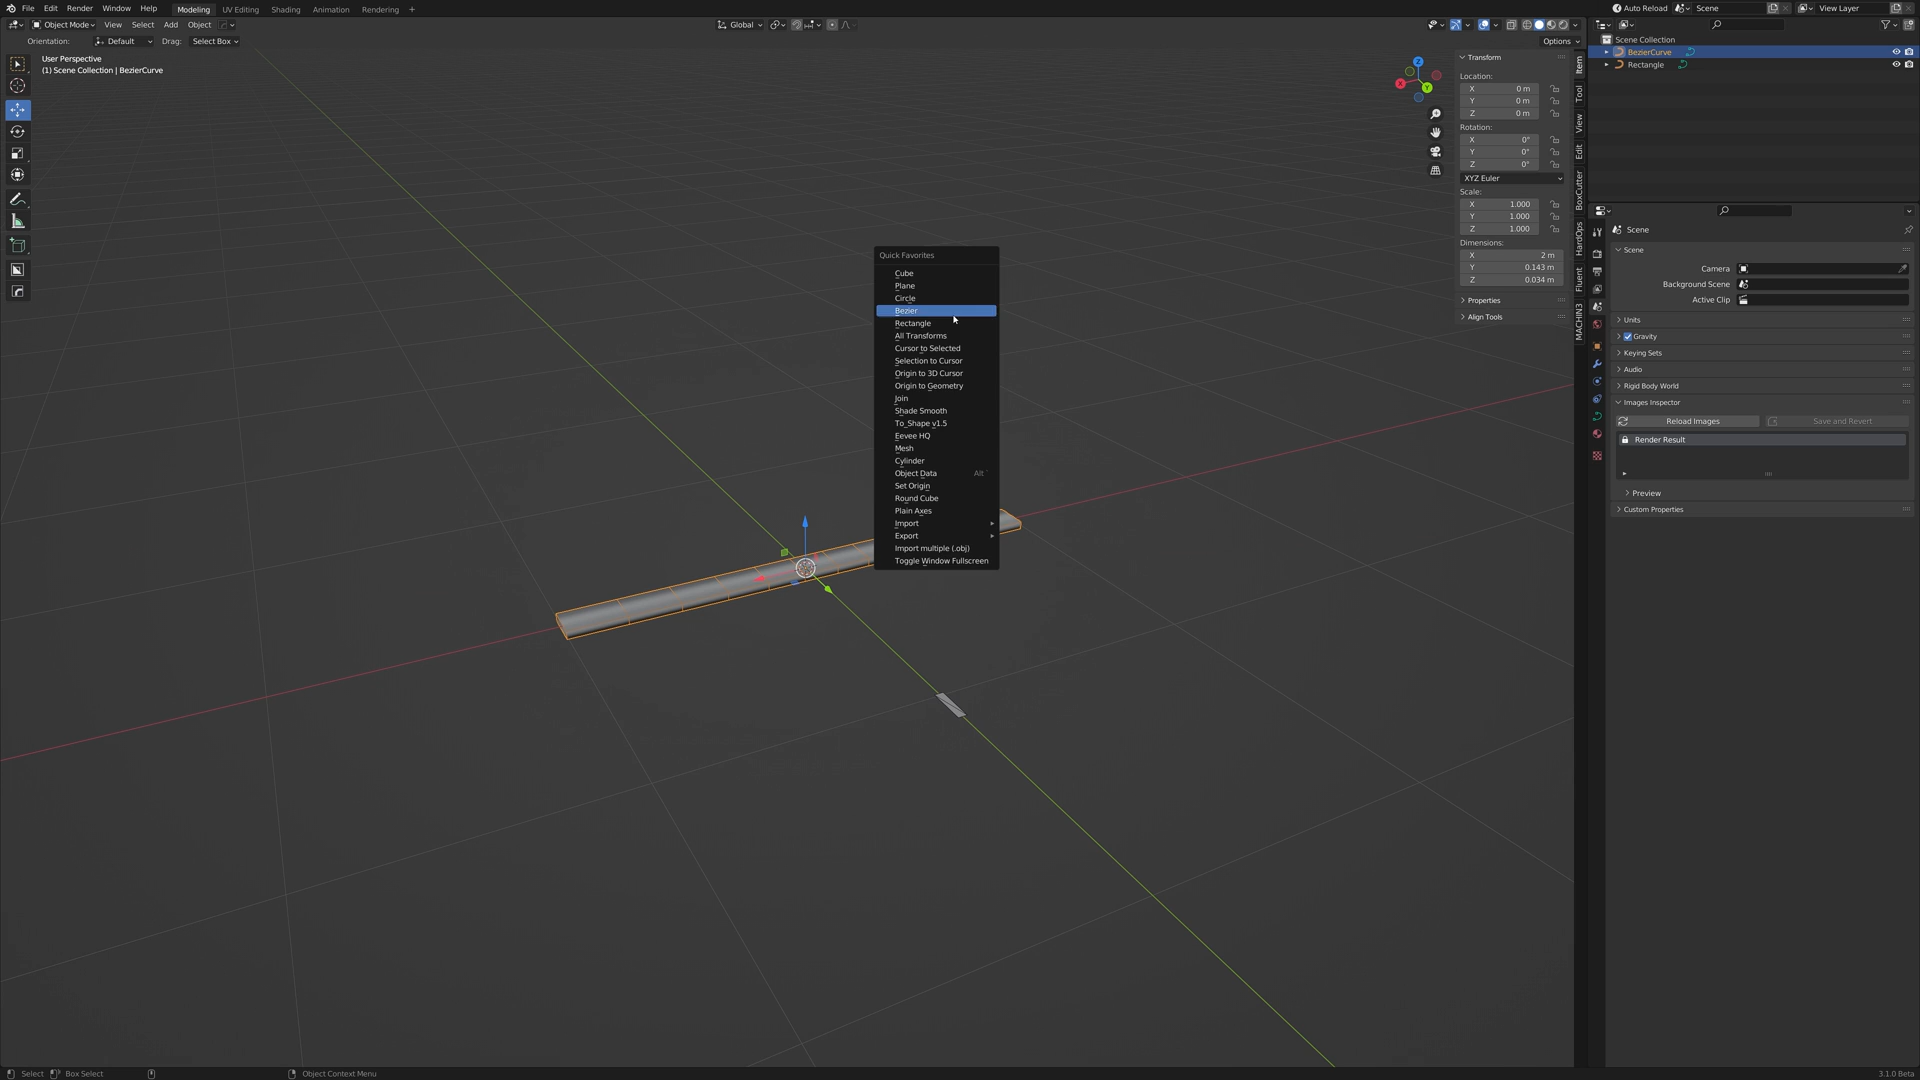 File Edit Render Window Help Modeling UV Editing Shading Animation Rendering + Auto Reload Scene View Layer
Object Mode View Select Add Object Global
Orientation: Default Drag: Select Box Options
User Perspective
(1) Scene Collection | BezierCurve
Quick Favorites
Cube
Plane
Circle
Bezier
Rectangle
All Transforms
Cursor to Selected
Selection to Cursor
Origin to 3D Cursor
Origin to Geometry
Join
Shade Smooth
To_Shape v1.5
Eevee HQ
Mesh
Cylinder
Object Data Alt `
Set Origin
Round Cube
Plain Axes
Import
Export
Import multiple (.obj)
Toggle Window Fullscreen
Z
X
Y
Transform
Location:
X 0 m
Y 0 m
Z 0 m
Rotation:
X 0°
Y 0°
Z 0°
XYZ Euler
Scale:
X 1.000
Y 1.000
Z 1.000
Dimensions:
X 2 m
Y 0.143 m
Z 0.034 m
Properties
Align Tools
Item
Tool
View
Edit
BoxCutter
HardOps
Fluent
MACHIN3
Scene Collection
BezierCurve
Rectangle
Scene
Scene
Camera
Background Scene
Active Clip
Units
Gravity
Keying Sets
Audio
Rigid Body World
Images Inspector
Reload Images Save and Revert
Render Result
Preview
Custom Properties
Select Box Select Object Context Menu 3.1.0 Beta